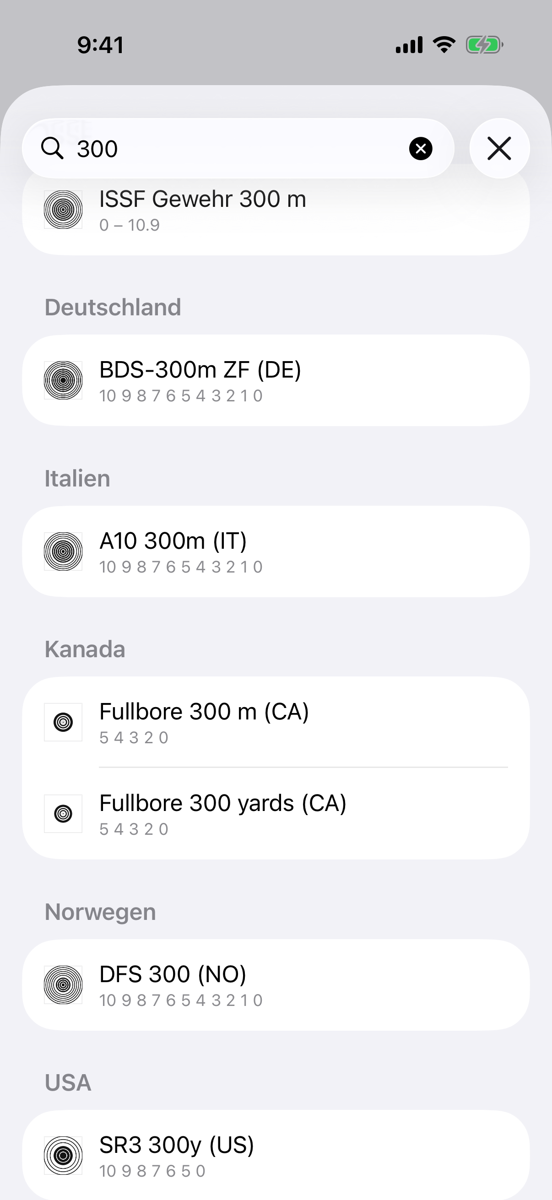 9:41
300
ISSF Gewehr 300 m
0 – 10.9
Deutschland
BDS-300m ZF (DE)
10 9 8 7 6 5 4 3 2 1 0
Italien
A10 300m (IT)
10 9 8 7 6 5 4 3 2 1 0
Kanada
Fullbore 300 m (CA)
5 4 3 2 0
Fullbore 300 yards (CA)
5 4 3 2 0
Norwegen
DFS 300 (NO)
10 9 8 7 6 5 4 3 2 1 0
USA
SR3 300y (US)
10 9 8 7 6 5 0